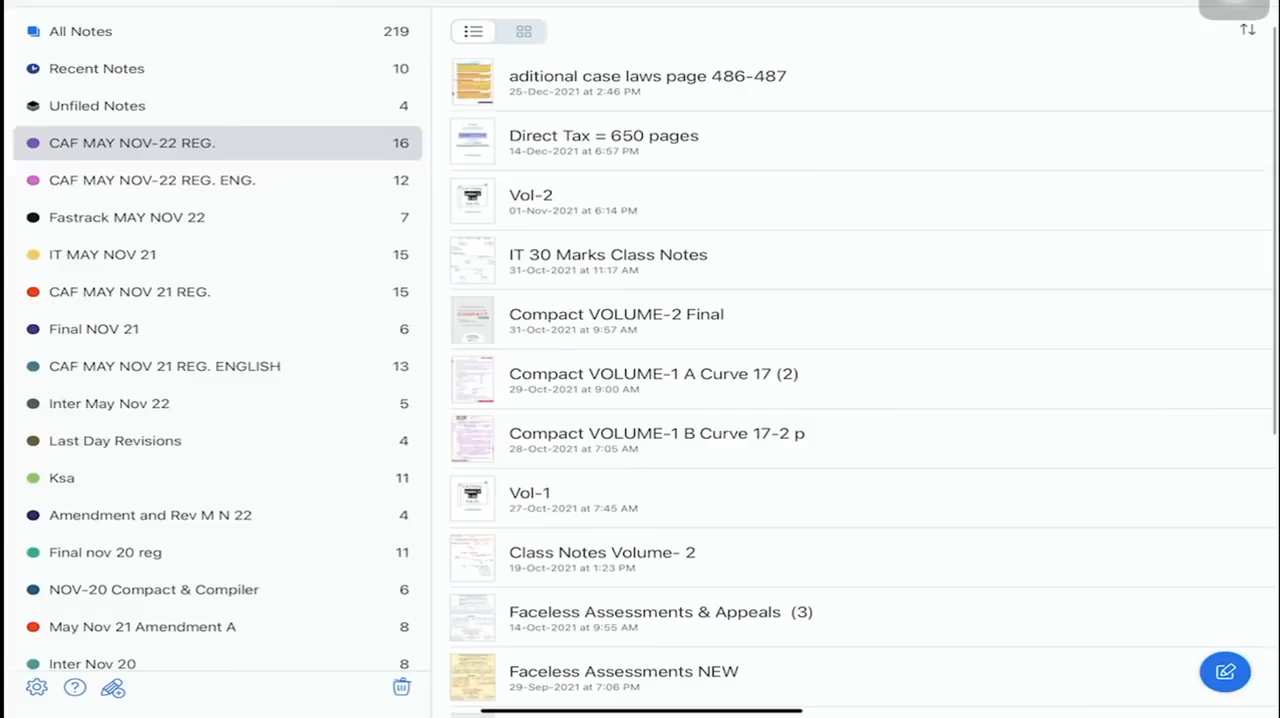 All Notes 219
Recent Notes 10
Unfiled Notes 4
CAF MAY NOV-22 REG. 16
CAF MAY NOV-22 REG. ENG. 12
Fastrack MAY NOV 22 7
IT MAY NOV 21 15
CAF MAY NOV 21 REG. 15
Final NOV 21 6
CAF MAY NOV 21 REG. ENGLISH 13
Inter May Nov 22 5
Last Day Revisions 4
Ksa 11
Amendment and Rev M N 22 4
Final nov 20 reg 11
NOV-20 Compact & Compiler 6
May Nov 21 Amendment A 8
Inter Nov 20 8
aditional case laws page 486-487
25-Dec-2021 at 2:46 PM
Direct Tax = 650 pages
14-Dec-2021 at 6:57 PM
Vol-2
01-Nov-2021 at 6:14 PM
IT 30 Marks Class Notes
31-Oct-2021 at 11:17 AM
Compact VOLUME-2 Final
31-Oct-2021 at 9:57 AM
Compact VOLUME-1 A Curve 17 (2)
29-Oct-2021 at 9:00 AM
Compact VOLUME-1 B Curve 17-2 p
28-Oct-2021 at 7:05 AM
Vol-1
27-Oct-2021 at 7:45 AM
Class Notes Volume- 2
19-Oct-2021 at 1:23 PM
Faceless Assessments & Appeals (3)
14-Oct-2021 at 9:55 AM
Faceless Assessments NEW
29-Sep-2021 at 7:06 PM